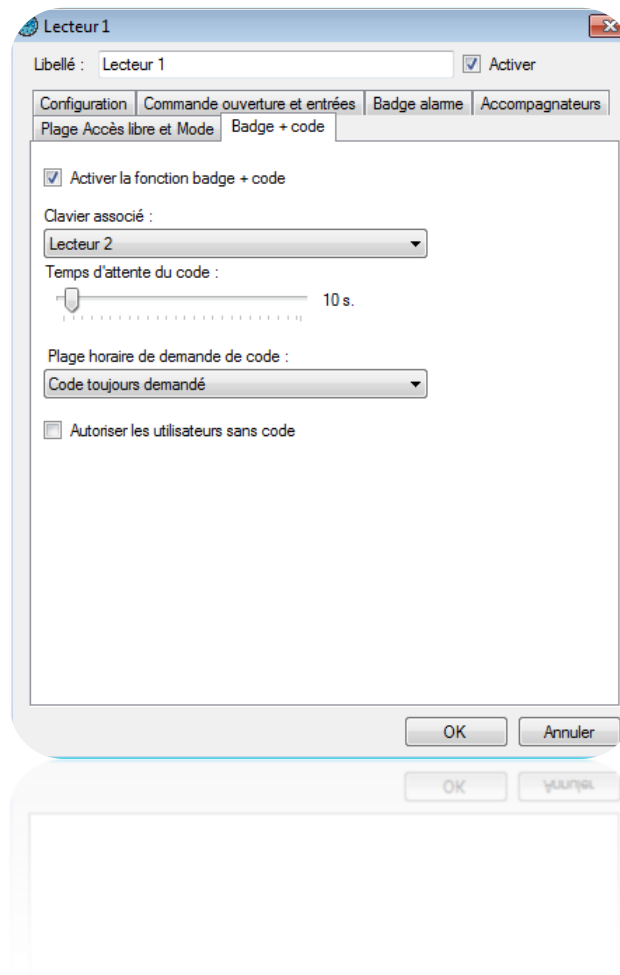 Lecteur 1
Libellé : Lecteur 1 Activer
Configuration Commande ouverture et entrées Badge alarme Accompagnateurs
Plage Accès libre et Mode Badge + code
Activer la fonction badge + code
Clavier associé :
Lecteur 2
Temps d'attente du code :
10 s.
Plage horaire de demande de code :
Code toujours demandé
Autoriser les utilisateurs sans code
OK Annuler
OK Annuler